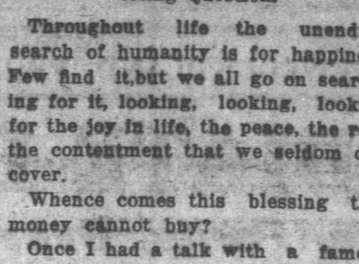 Throughout life the unend
search of humanity is for happin
Few find it,but we all go on sear
ing for it, looking, looking, look
for the joy in life, the peace, the r
the contentment that we seldom
cover.
Whence comes this blessing t
money cannot buy?
Once I had a talk with a fam